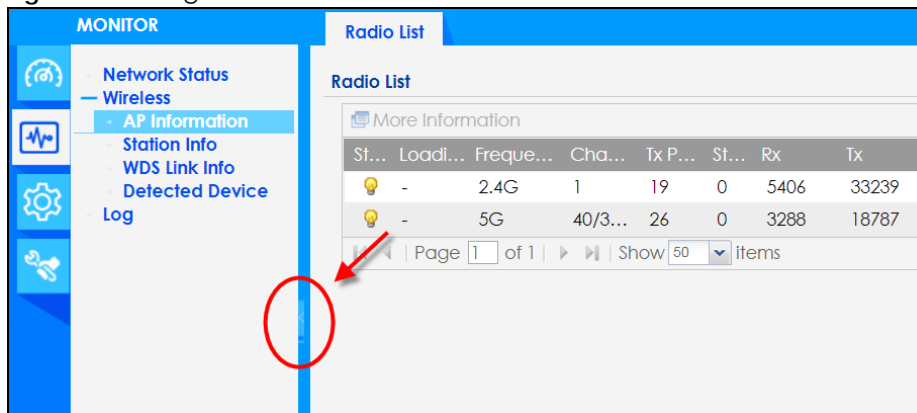 MONITOR
Network Status
Wireless
AP Information
Station Info
WDS Link Info
Detected Device
Log
Radio List
Radio List
More Information
St... Loadi... Freque... Cha... Tx P... St... Rx Tx
- 2.4G 1 19 0 5406 33239
- 5G 40/3... 26 0 3288 18787
Page 1 of 1 Show 50 items